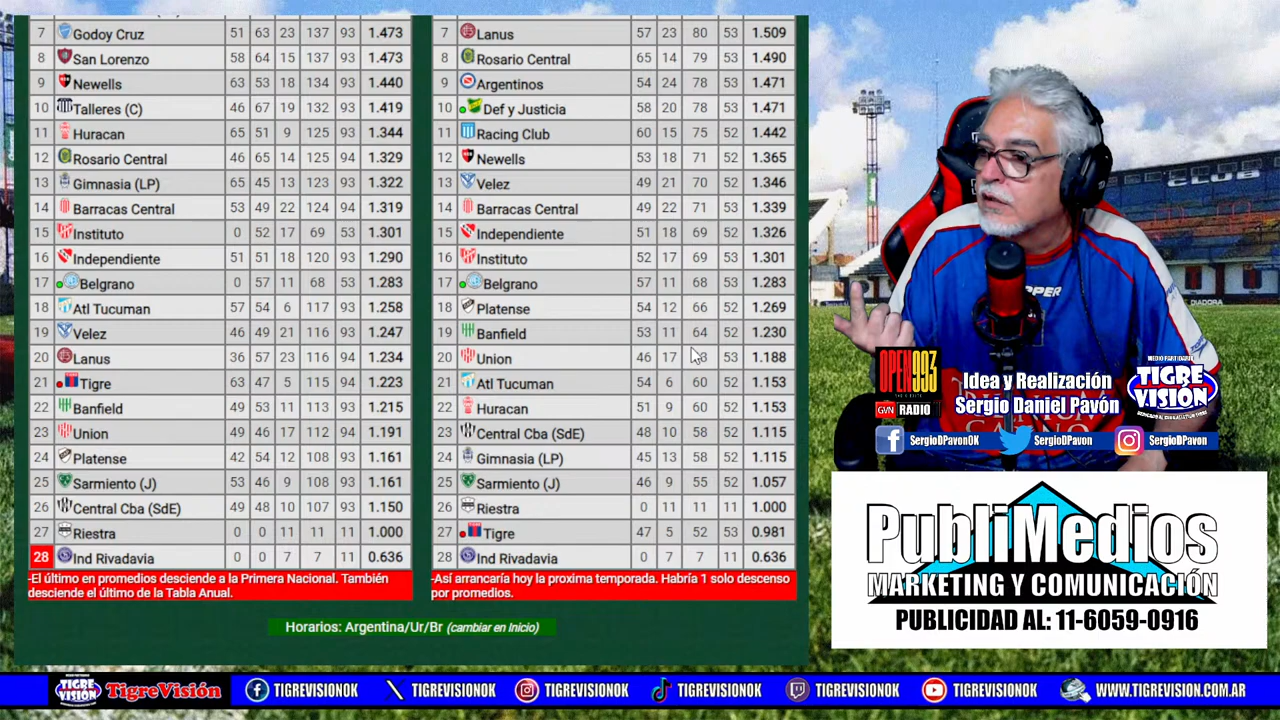 7 Godoy Cruz 51 63 23 137 93 1.473
8 San Lorenzo 58 64 15 137 93 1.473
9 Newells 63 53 18 134 93 1.440
10 Talleres (C) 46 67 19 132 93 1.419
11 Huracan 65 51 9 125 93 1.344
12 Rosario Central 46 65 14 125 94 1.329
13 Gimnasia (LP) 65 45 13 123 93 1.322
14 Barracas Central 53 49 22 124 94 1.319
15 Instituto 0 52 17 69 53 1.301
16 Independiente 51 51 18 120 93 1.290
17 Belgrano 0 57 11 68 53 1.283
18 Atl Tucuman 57 54 6 117 93 1.258
19 Velez 46 49 21 116 93 1.247
20 Lanus 36 57 23 116 94 1.234
21 Tigre 63 47 5 115 94 1.223
22 Banfield 49 53 11 113 93 1.215
23 Union 49 46 17 112 94 1.191
24 Platense 42 54 12 108 93 1.161
25 Sarmiento (J) 53 46 9 108 93 1.161
26 Central Cba (SdE) 49 48 10 107 93 1.150
27 Riestra 0 0 11 11 11 1.000
28 Ind Rivadavia 0 0 7 7 11 0.636
-El último en promedios desciende a la Primera Nacional. También
desciende el último de la Tabla Anual.
7 Lanus 57 23 80 53 1.509
8 Rosario Central 65 14 79 53 1.490
9 Argentinos 54 24 78 53 1.471
10 Def y Justicia 58 20 78 53 1.471
11 Racing Club 60 15 75 52 1.442
12 Newells 53 18 71 52 1.365
13 Velez 49 21 70 52 1.346
14 Barracas Central 49 22 71 53 1.339
15 Independiente 51 18 69 52 1.326
16 Instituto 52 17 69 53 1.301
17 Belgrano 57 11 68 53 1.283
18 Platense 54 12 66 52 1.269
19 Banfield 53 11 64 52 1.230
20 Union 46 17 53 1.188
21 Atl Tucuman 54 6 60 52 1.153
22 Huracan 51 9 60 52 1.153
23 Central Cba (SdE) 48 10 58 52 1.115
24 Gimnasia (LP) 45 13 58 52 1.115
25 Sarmiento (J) 46 9 55 52 1.057
26 Riestra 0 11 11 11 1.000
27 Tigre 47 5 52 53 0.981
28 Ind Rivadavia 0 7 7 11 0.636
-Así arrancaría hoy la proxima temporada. Habría 1 solo descenso
por promedios.
Horarios: Argentina/Ur/Br (cambiar en Inicio)
CLUB
DIADORA
OPEN 993
GVN RADIO
Idea y Realización
Sergio Daniel Pavón
MEDIO PARTIDARIO
TIGRE
VISIÓN
SergioDPavonOK
SergioDPavon
SergioDPavon
PubliMedios
MARKETING Y COMUNICACIÓN
PUBLICIDAD AL: 11-6059-0916
TIGRE
VISIÓN
TigreVisión
TIGREVISIONOK
TIGREVISIONOK
TIGREVISIONOK
TIGREVISIONOK
TIGREVISIONOK
TIGREVISIONOK
WWW.TIGREVISION.COM.AR